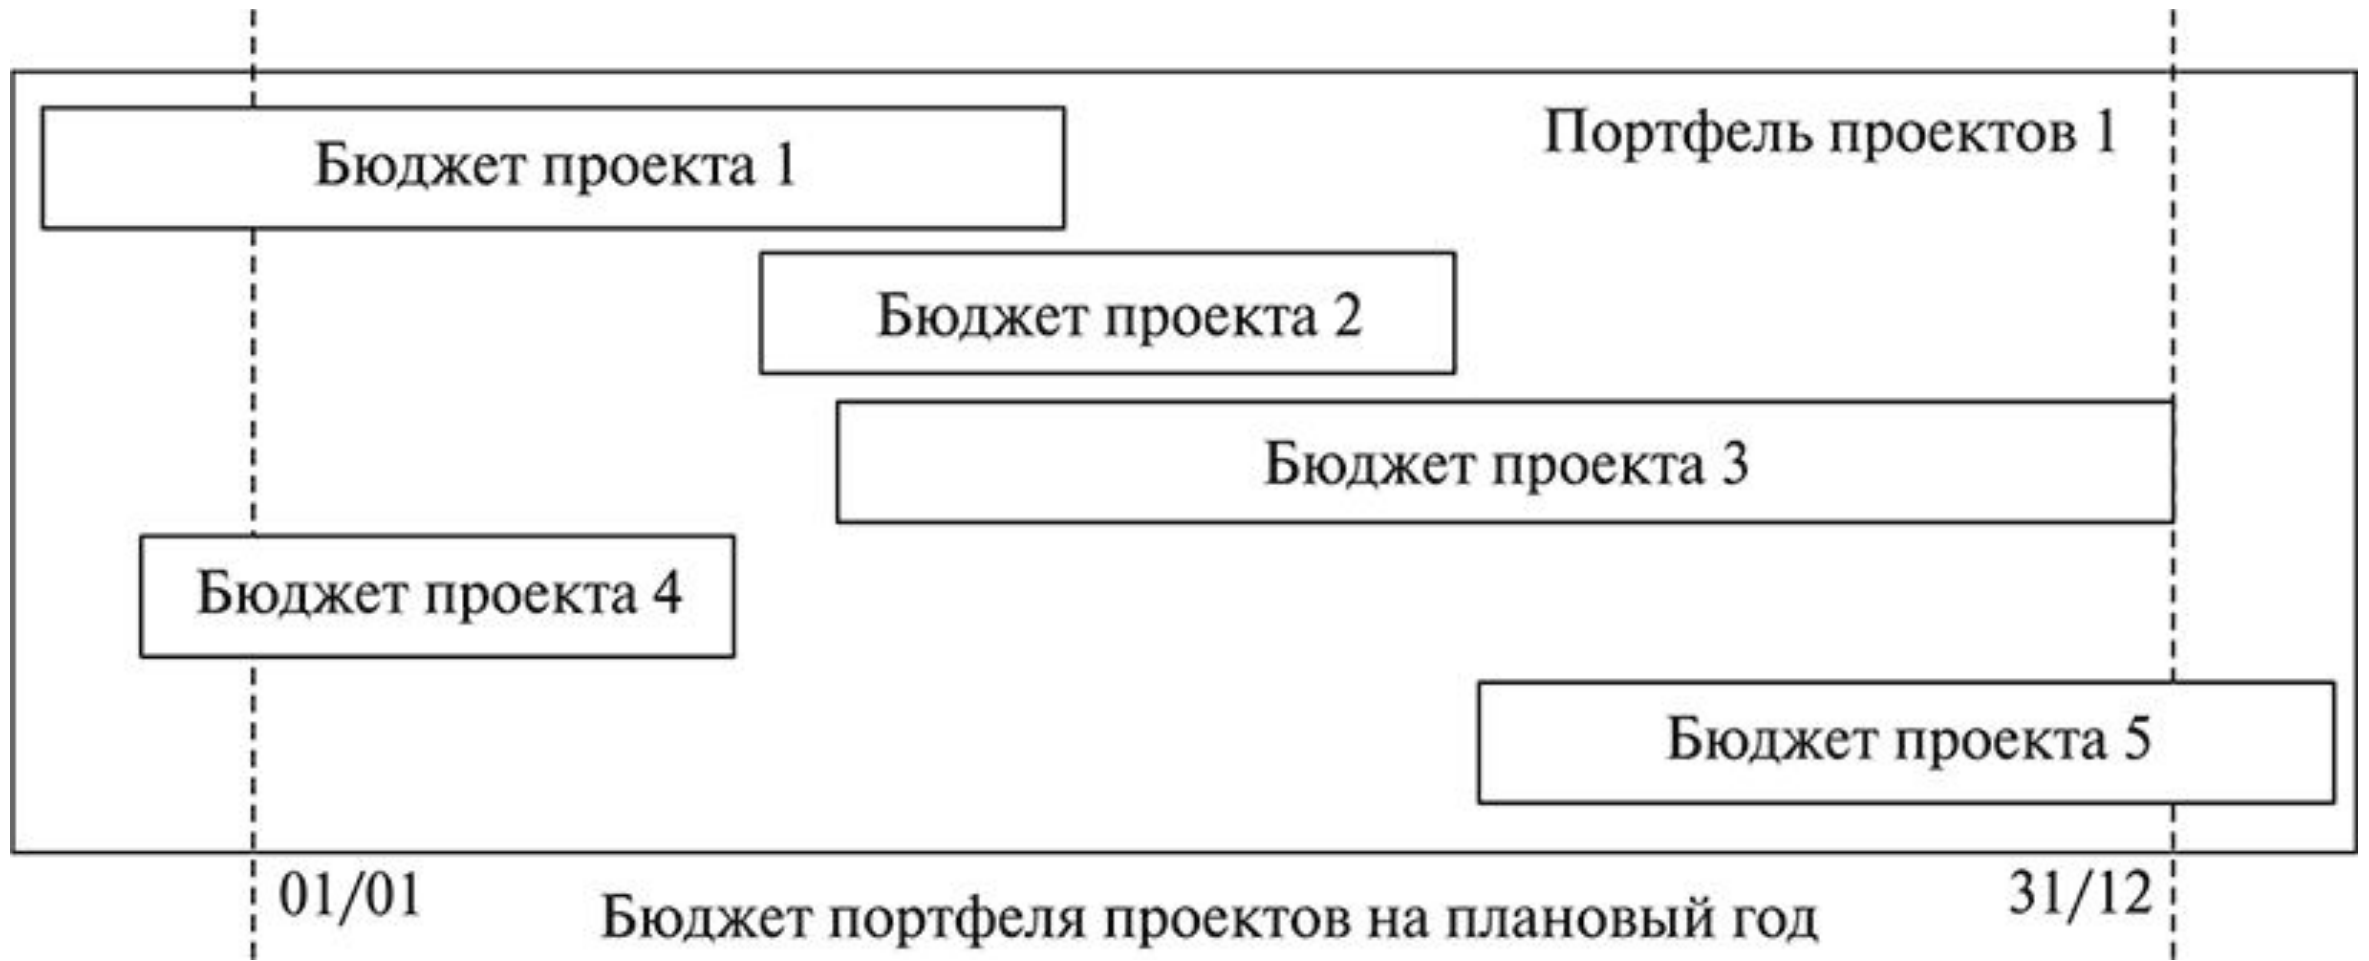 Портфель проектов 1
Бюджет проекта 1
Бюджет проекта 2
Бюджет проекта 3
Бюджет проекта 4
Бюджет проекта 5
01/01
31/12
Бюджет портфеля проектов на плановый год